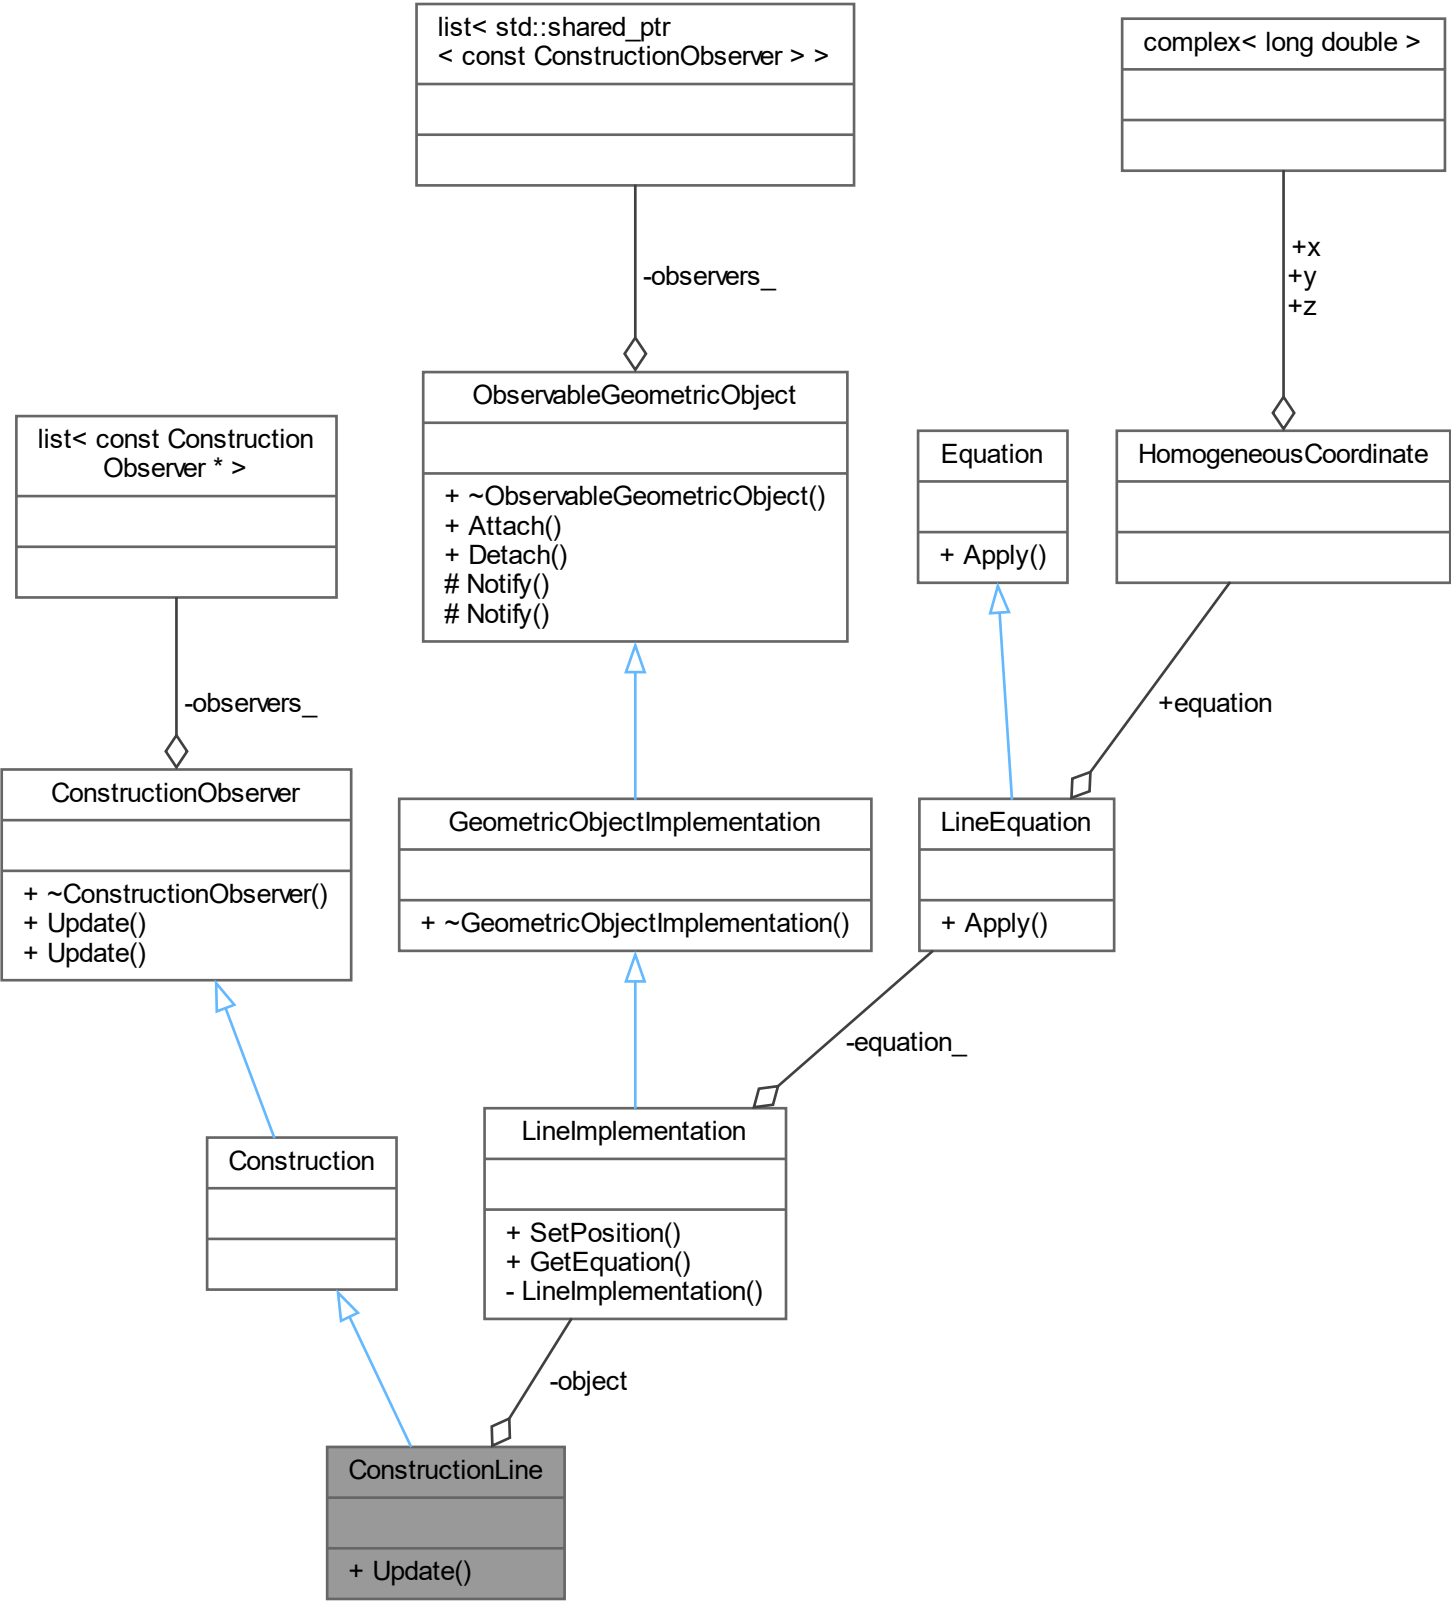 list< std::shared_ptr
< const ConstructionObserver > >
complex< long double >
+x
+y
+z
-observers_
ObservableGeometricObject
+ ~ObservableGeometricObject()
+ Attach()
+ Detach()
# Notify()
# Notify()
list< const Construction
Observer * >
Equation
+ Apply()
HomogeneousCoordinate
-observers_
+equation
ConstructionObserver
+ ~ConstructionObserver()
+ Update()
+ Update()
GeometricObjectImplementation
+ ~GeometricObjectImplementation()
LineEquation
+ Apply()
-equation_
Construction
LineImplementation
+ SetPosition()
+ GetEquation()
- LineImplementation()
-object
ConstructionLine
+ Update()